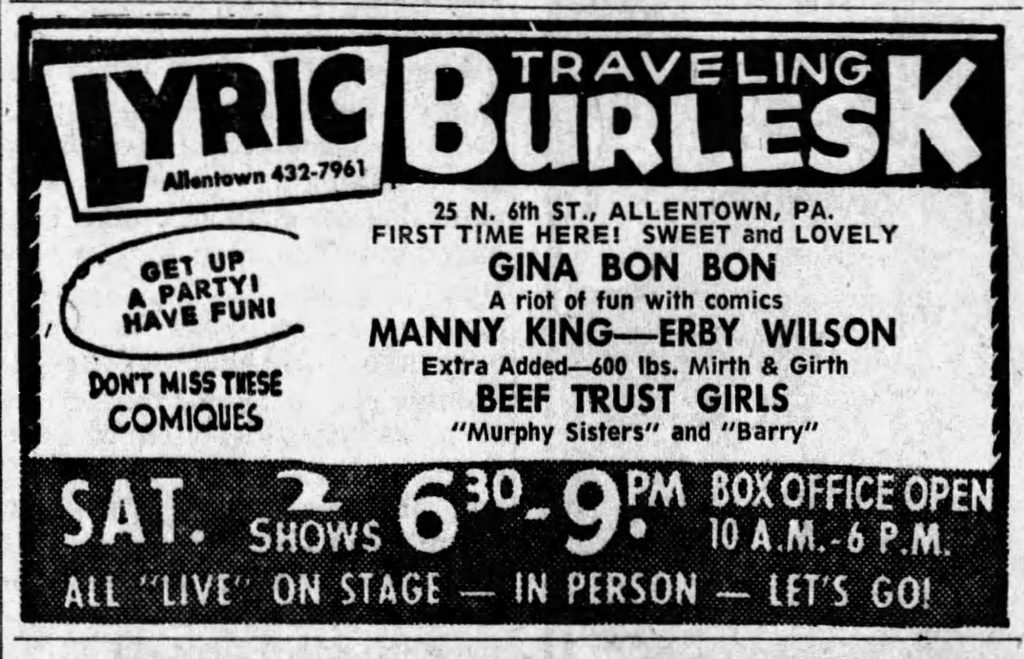 LYRIC
Allentown 432-7961
TRAVELING
BURLESK
25 N. 6th ST., ALLENTOWN, PA.
FIRST TIME HERE! SWEET and LOVELY
GINA BON BON
A riot of fun with comics
MANNY KING—ERBY WILSON
Extra Added—600 lbs. Mirth & Girth
BEEF TRUST GIRLS
"Murphy Sisters" and "Barry"
GET UP
A PARTY!
HAVE FUN!
DON'T MISS THESE
COMIQUES
SAT. 2 SHOWS 6:30 - 9 P.M.
BOX OFFICE OPEN
10 A.M.-6 P.M.
ALL "LIVE" ON STAGE — IN PERSON — LET'S GO!